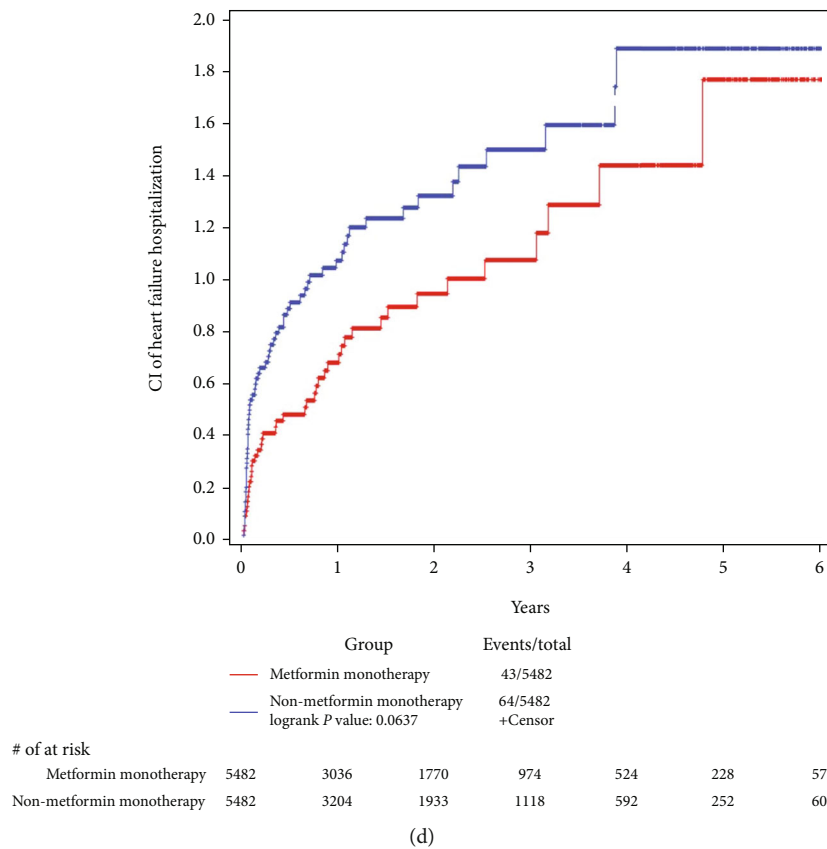 2.0
1.8
1.6
1.4
1.2
1.0
0.8
0.6
0.4
0.2
0.0
CI of heart failure hospitalization
0 1 2 3 4 5 6
Years
Group Events/total
Metformin monotherapy 43/5482
Non-metformin monotherapy 64/5482
logrank P value: 0.0637 +Censor
# of at risk
Metformin monotherapy 5482 3036 1770 974 524 228 57
Non-metformin monotherapy 5482 3204 1933 1118 592 252 60
(d)